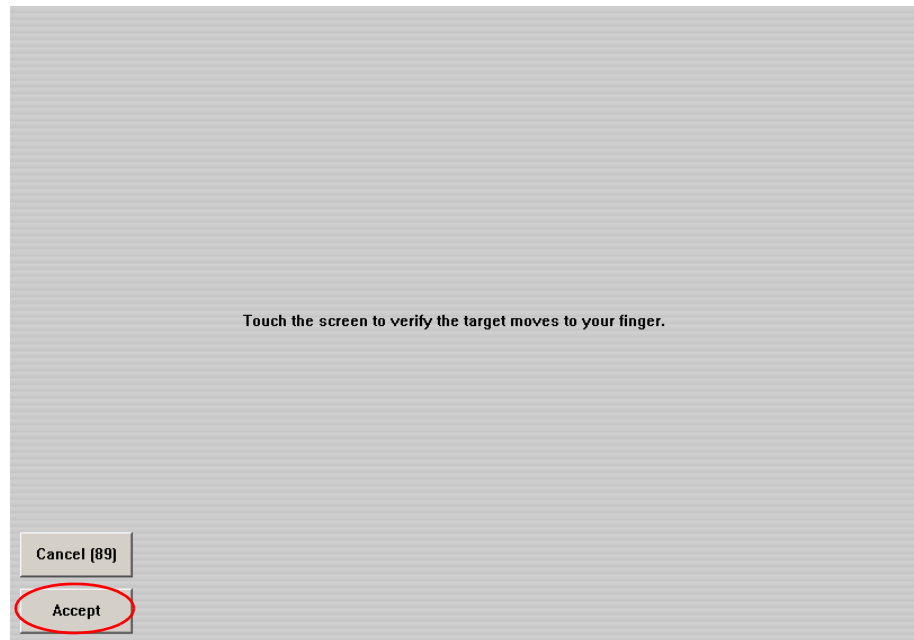 Touch the screen to verify the target moves to your finger.
Cancel (89)
Accept